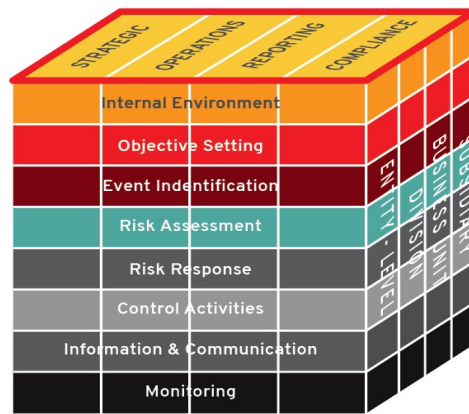 STRATEGIC
OPERATIONS
REPORTING
COMPLIANCE
Internal Environment
Objective Setting
Event Indentification
Risk Assessment
Risk Response
Control Activities
Information & Communication
Monitoring
ENTITY - LEVEL
DIVISION
BUSINESS UNIT
SUBSIDIARY